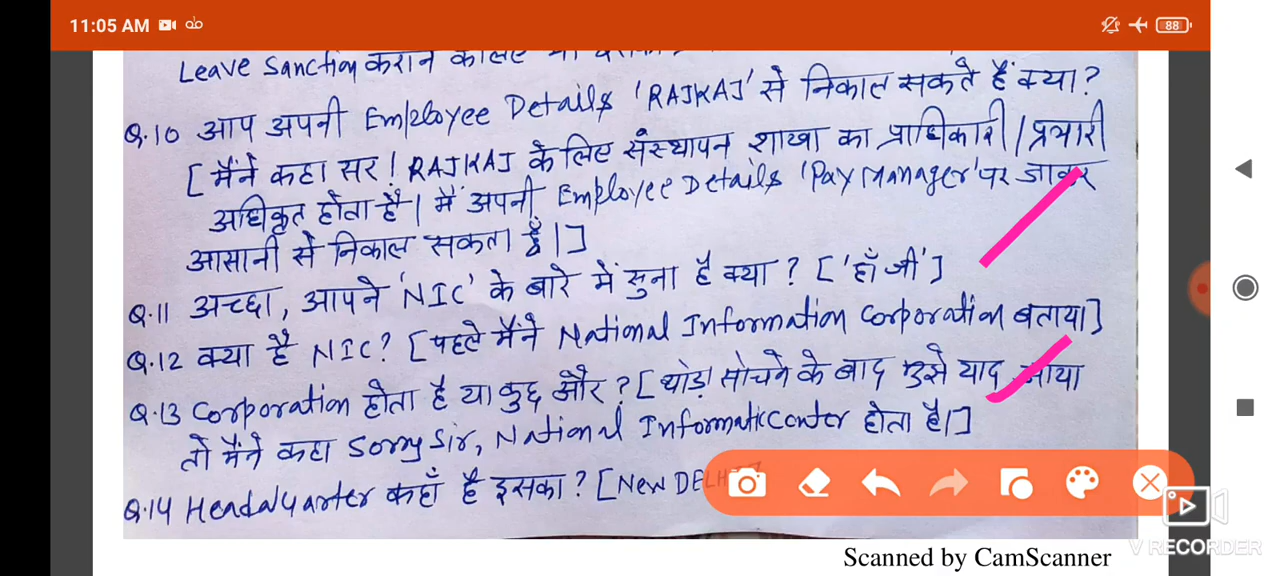 11:05 AM
88
Leave Sanction कराने
Q.10 आप अपनी Employee Details 'RAJKAJ' से निकाल सकते हैं क्या?
[मैंने कहा सर! RAJKAJ के लिए संस्थापन शाखा का प्राधिकारी/प्रभारी
अधिकृत होता है। मैं अपनी Employee Details 'Pay Manager' पर जाकर
आसानी से निकाल सकता हूँ।]
Q.11 अच्छा, आपने 'NIC' के बारे में सुना है क्या? ['हाँ जी']
Q.12 क्या है NIC? [पहले मैंने National Information Corporation बताया]
Q.13 Corporation होता है या कुछ और? [थोड़ा सोचने के बाद मुझे याद आया
तो मैंने कहा Sorry Sir, National Informatic Center होता है।]
Q.14 Headquarter कहाँ है इसका? [New DELHI
Scanned by CamScanner
V RECORDER